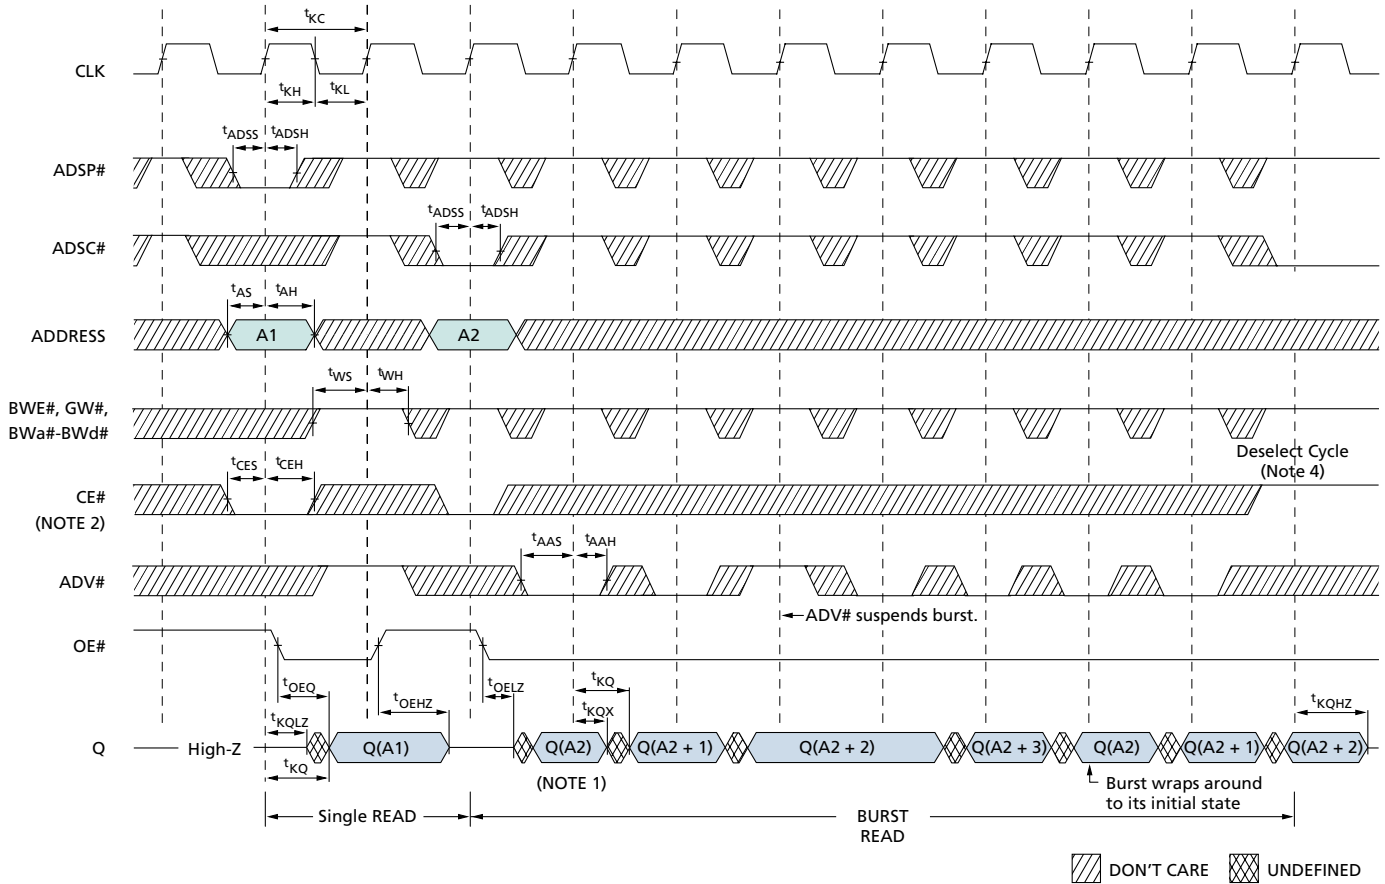 tKC
CLK
tKH
tKL
tADSS
tADSH
ADSP#
tADSS
tADSH
ADSC#
tAS
tAH
ADDRESS
A1
A2
tWS
tWH
BWE#, GW#,
BWa#-BWd#
Deselect Cycle
(Note 4)
tCES
tCEH
CE#
(NOTE 2)
tAAS
tAAH
ADV#
ADV# suspends burst.
OE#
tOEQ
tOEHZ
tOELZ
tKQ
tKQX
tKQLZ
tKQHZ
Q
High-Z
Q(A1)
Q(A2)
Q(A2 + 1)
Q(A2 + 2)
Q(A2 + 3)
Q(A2)
Q(A2 + 1)
Q(A2 + 2)
tKQ
(NOTE 1)
Burst wraps around
to its initial state
Single READ
BURST
READ
DON'T CARE
UNDEFINED